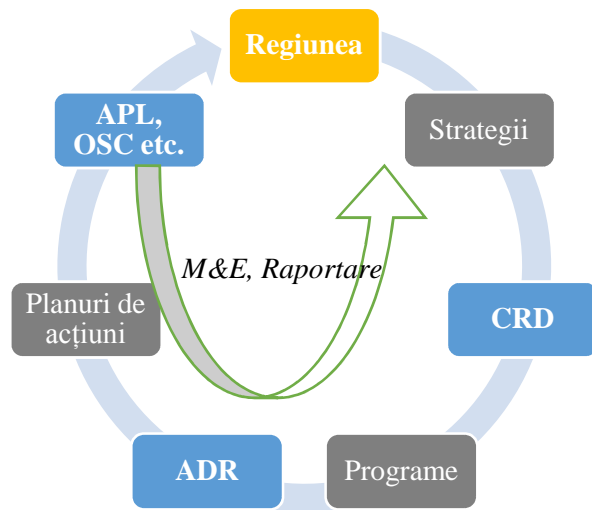 Regiunea
Strategii
CRD
Programe
ADR
Planuri de
acțiuni
APL,
OSC etc.
M&E, Raportare